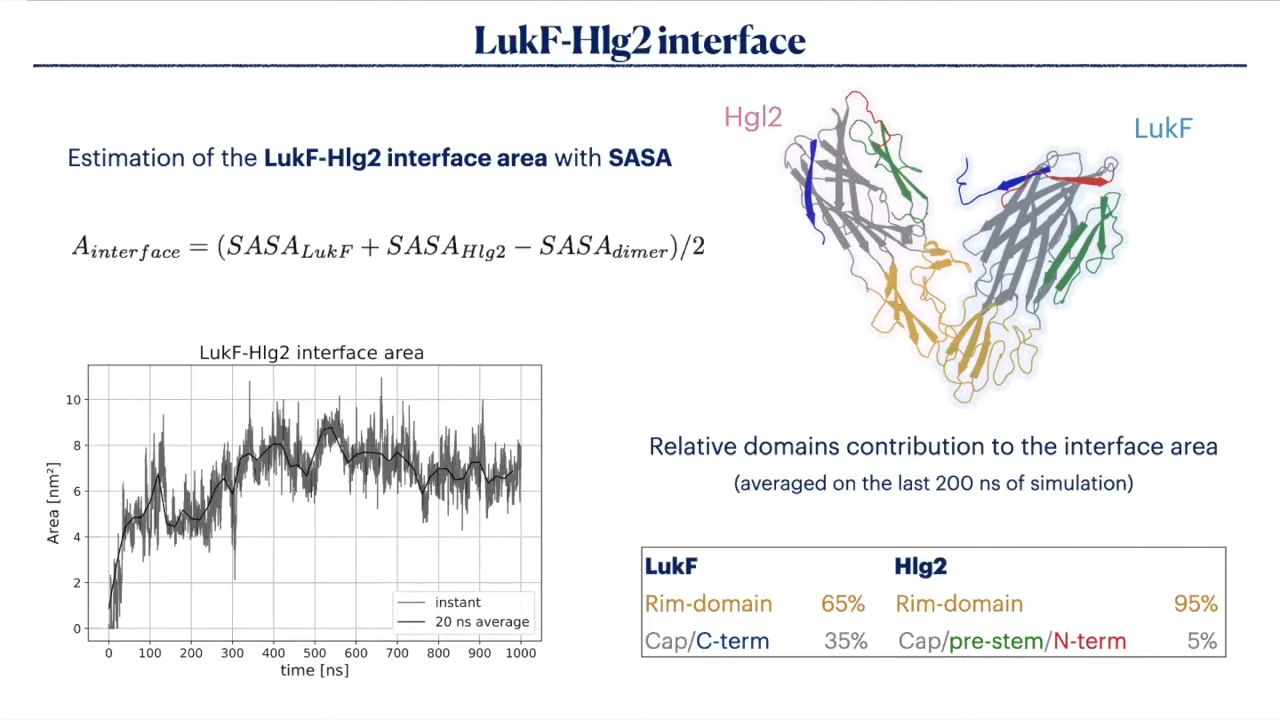 LukF-Hlg2 interface
Estimation of the LukF-Hlg2 interface area with SASA
A_interface = (SASA_LukF + SASA_Hlg2 − SASA_dimer)/2
Hgl2
LukF
LukF-Hlg2 interface area
Area [nm²]
10
8
6
4
2
0
instant
20 ns average
0 100 200 300 400 500 600 700 800 900 1000
time [ns]
Relative domains contribution to the interface area
(averaged on the last 200 ns of simulation)
LukF Hlg2
Rim-domain 65% Rim-domain 95%
Cap/C-term 35% Cap/pre-stem/N-term 5%